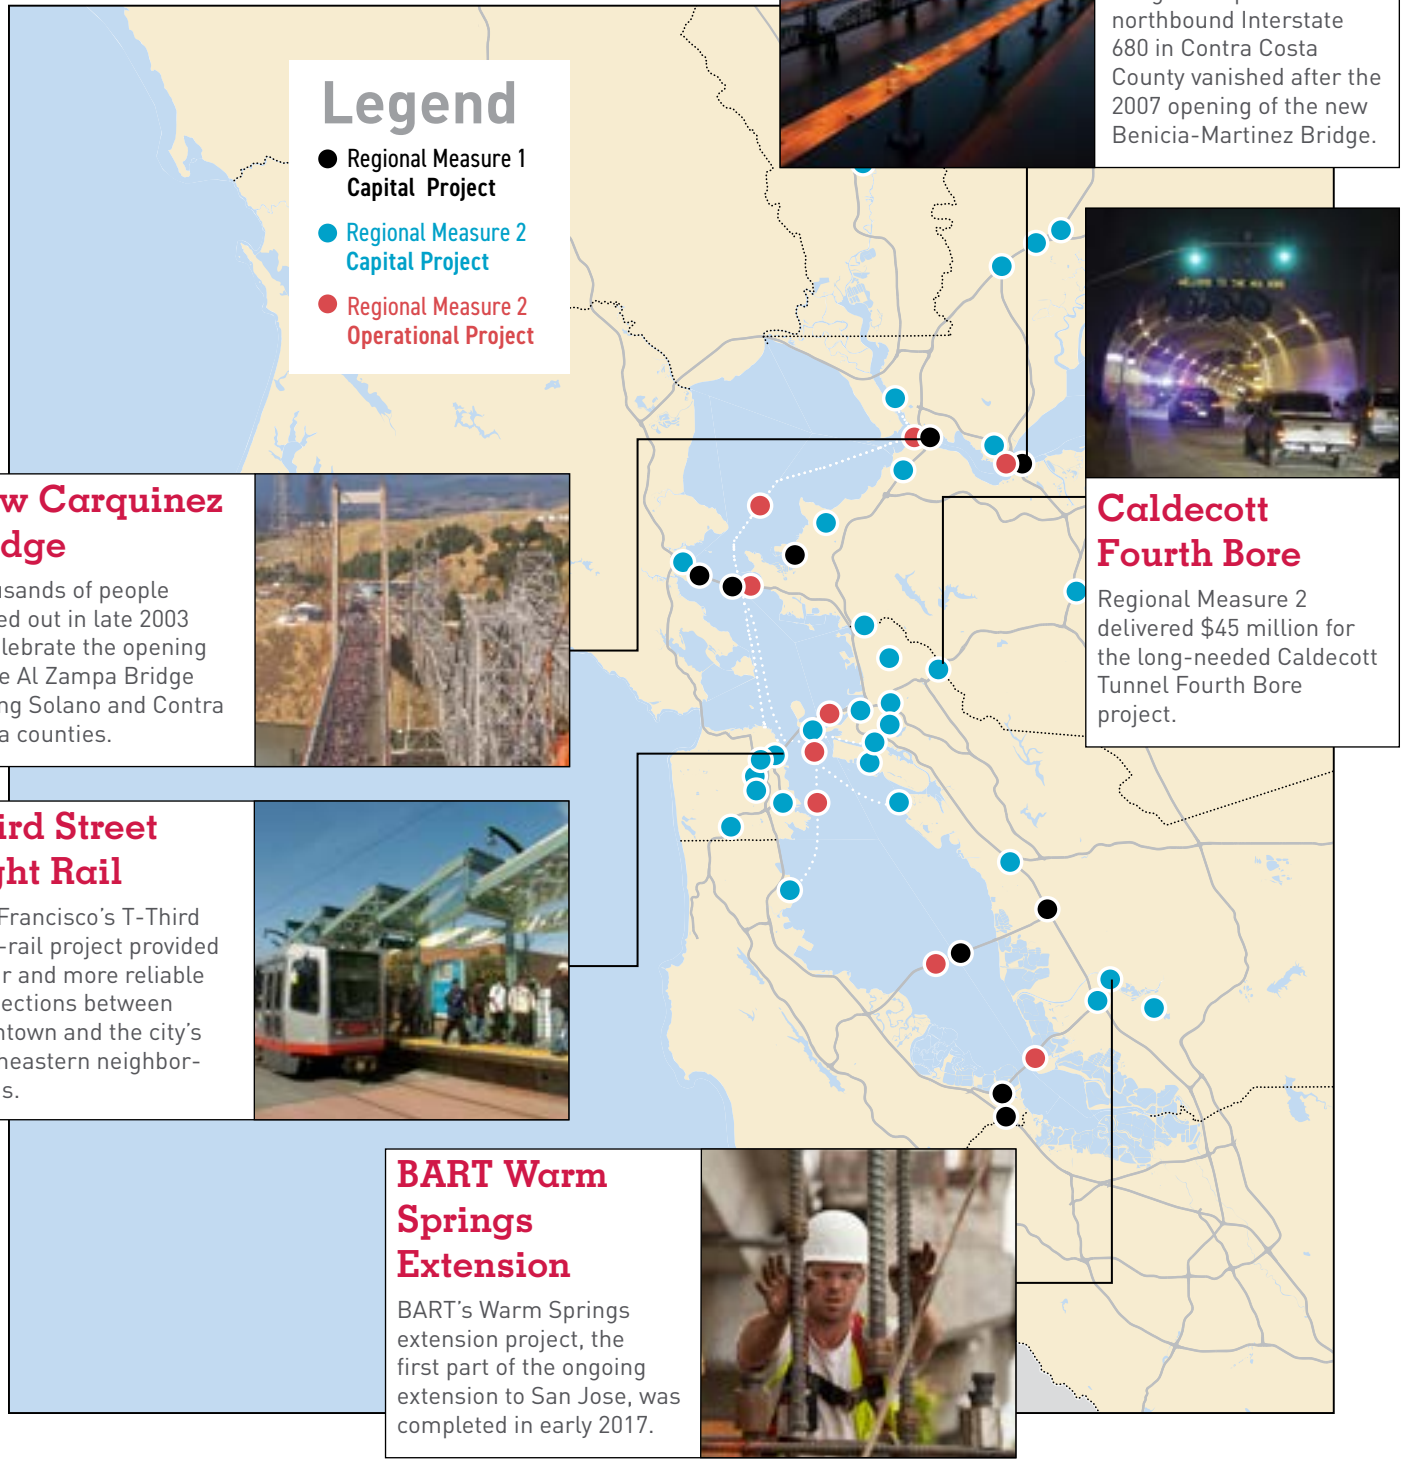 northbound Interstate
680 in Contra Costa
County vanished after the
2007 opening of the new
Benicia-Martinez Bridge.
Legend
Regional Measure 1
Capital Project
Regional Measure 2
Capital Project
Regional Measure 2
Operational Project
WELCOME TO THE
Caldecott
Fourth Bore
Regional Measure 2
delivered $45 million for
the long-needed Caldecott
Tunnel Fourth Bore
project.
w Carquinez
dge
usands of people
ed out in late 2003
lebrate the opening
e Al Zampa Bridge
ng Solano and Contra
a counties.
ird Street
ght Rail
Francisco's T-Third
-rail project provided
r and more reliable
ections between
ntown and the city's
heastern neighbor-
s.
BART Warm
Springs
Extension
BART's Warm Springs
extension project, the
first part of the ongoing
extension to San Jose, was
completed in early 2017.